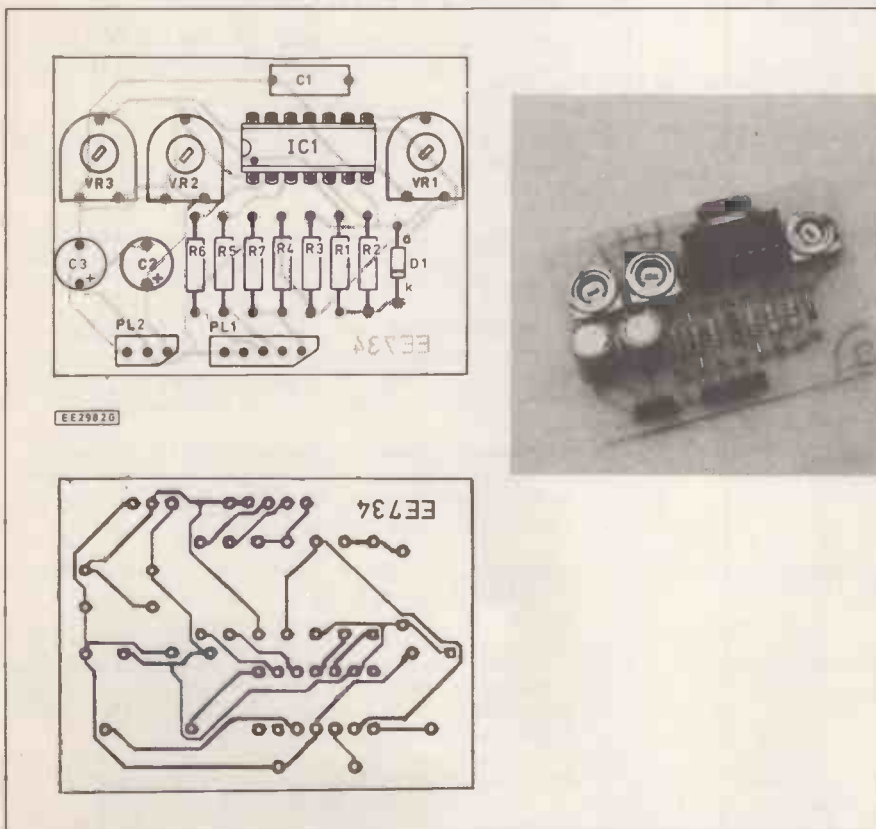 C1
IC1
VR3
VR2
VR1
C3
+
C2
+
R6
R5
R7
R4
R3
R1
R2
a
D1
k
PL2
PL1
EE734
EE2982G
EE734